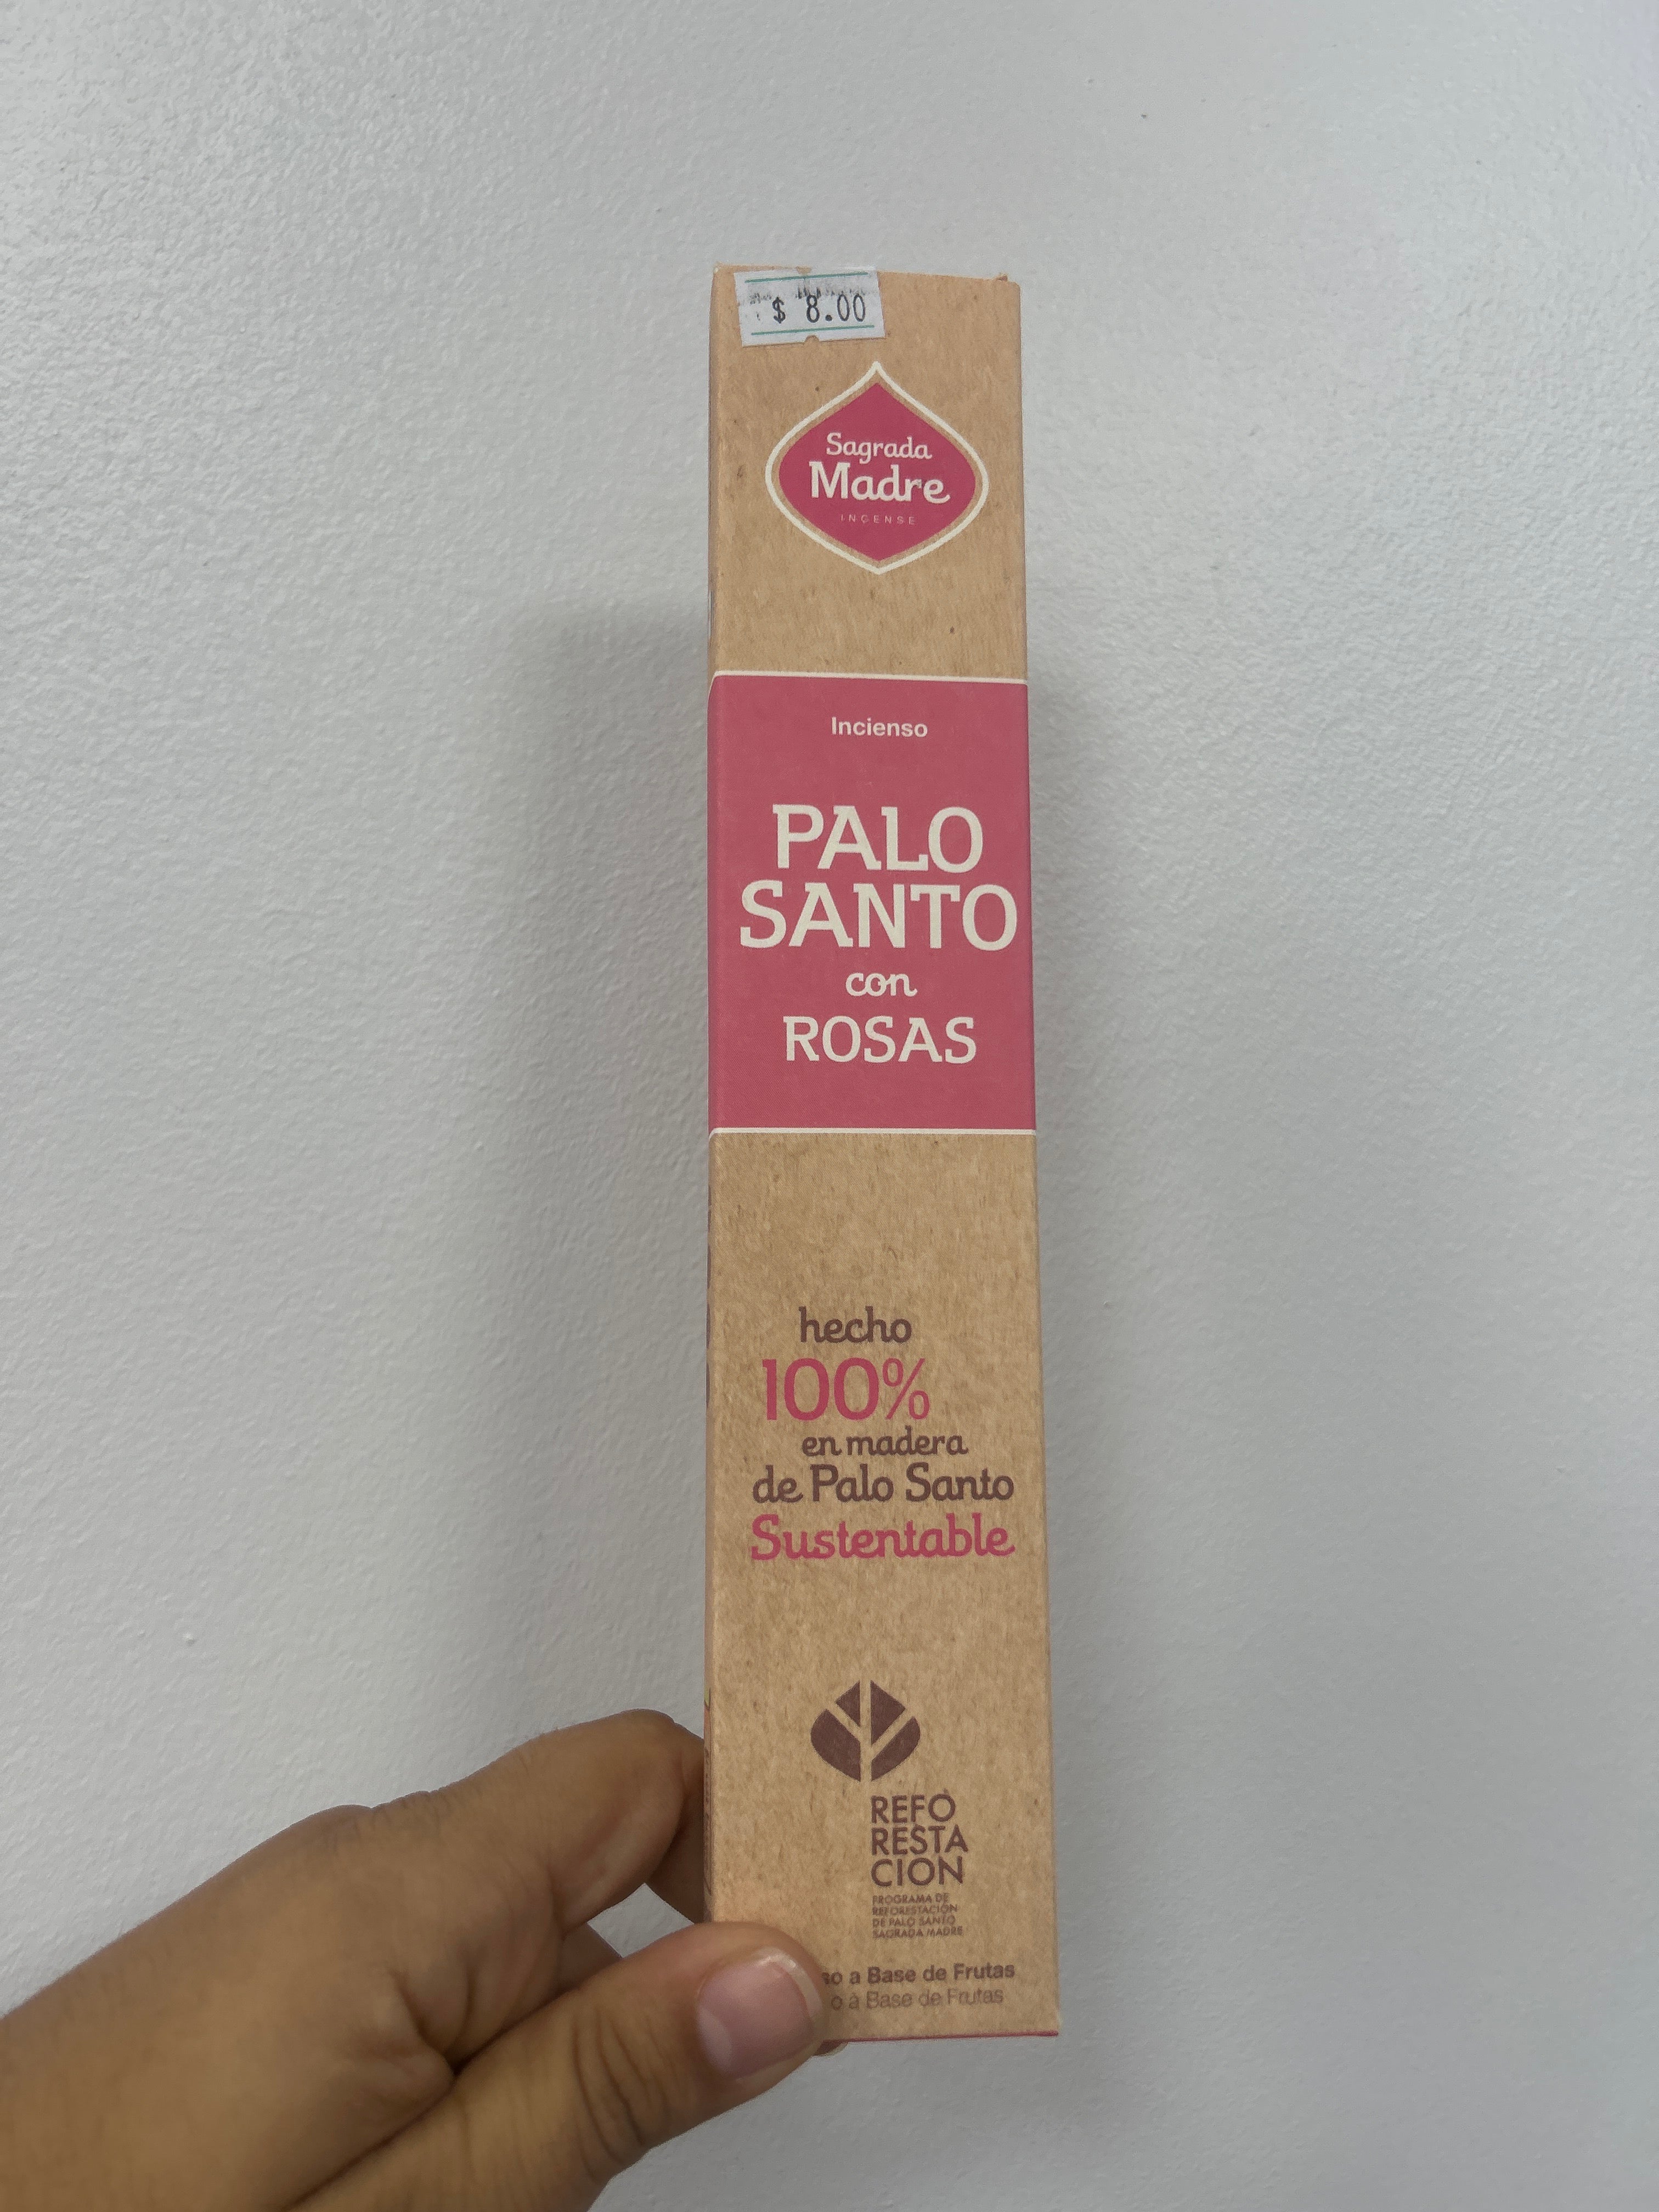 $ 8.00
Sagrada
Madre
INCENSE
Incienso
PALO
SANTO
con
ROSAS
hecho
100%
en madera
de Palo Santo
Sustentable
REFO
RESTA
CIÓN
PROGRAMA DE
REFORESTACIÓN
DE PALO SANTO
SAGRADA MADRE
a Base de Frutas
à Base de Frutas